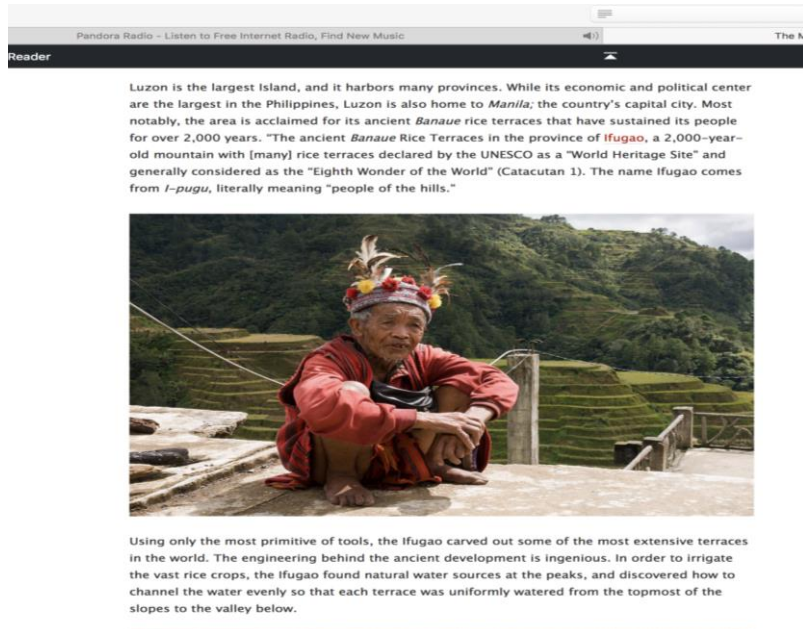 Pandora Radio - Listen to Free Internet Radio, Find New Music
The M
Reader
Luzon is the largest Island, and it harbors many provinces. While its economic and political center
are the largest in the Philippines, Luzon is also home to Manila; the country's capital city. Most
notably, the area is acclaimed for its ancient Banaue rice terraces that have sustained its people
for over 2,000 years. "The ancient Banaue Rice Terraces in the province of Ifugao, a 2,000-year-
old mountain with [many] rice terraces declared by the UNESCO as a "World Heritage Site" and
generally considered as the "Eighth Wonder of the World" (Catacutan 1). The name Ifugao comes
from I-pugu, literally meaning "people of the hills."
Using only the most primitive of tools, the Ifugao carved out some of the most extensive terraces
in the world. The engineering behind the ancient development is ingenious. In order to irrigate
the vast rice crops, the Ifugao found natural water sources at the peaks, and discovered how to
channel the water evenly so that each terrace was uniformly watered from the topmost of the
slopes to the valley below.